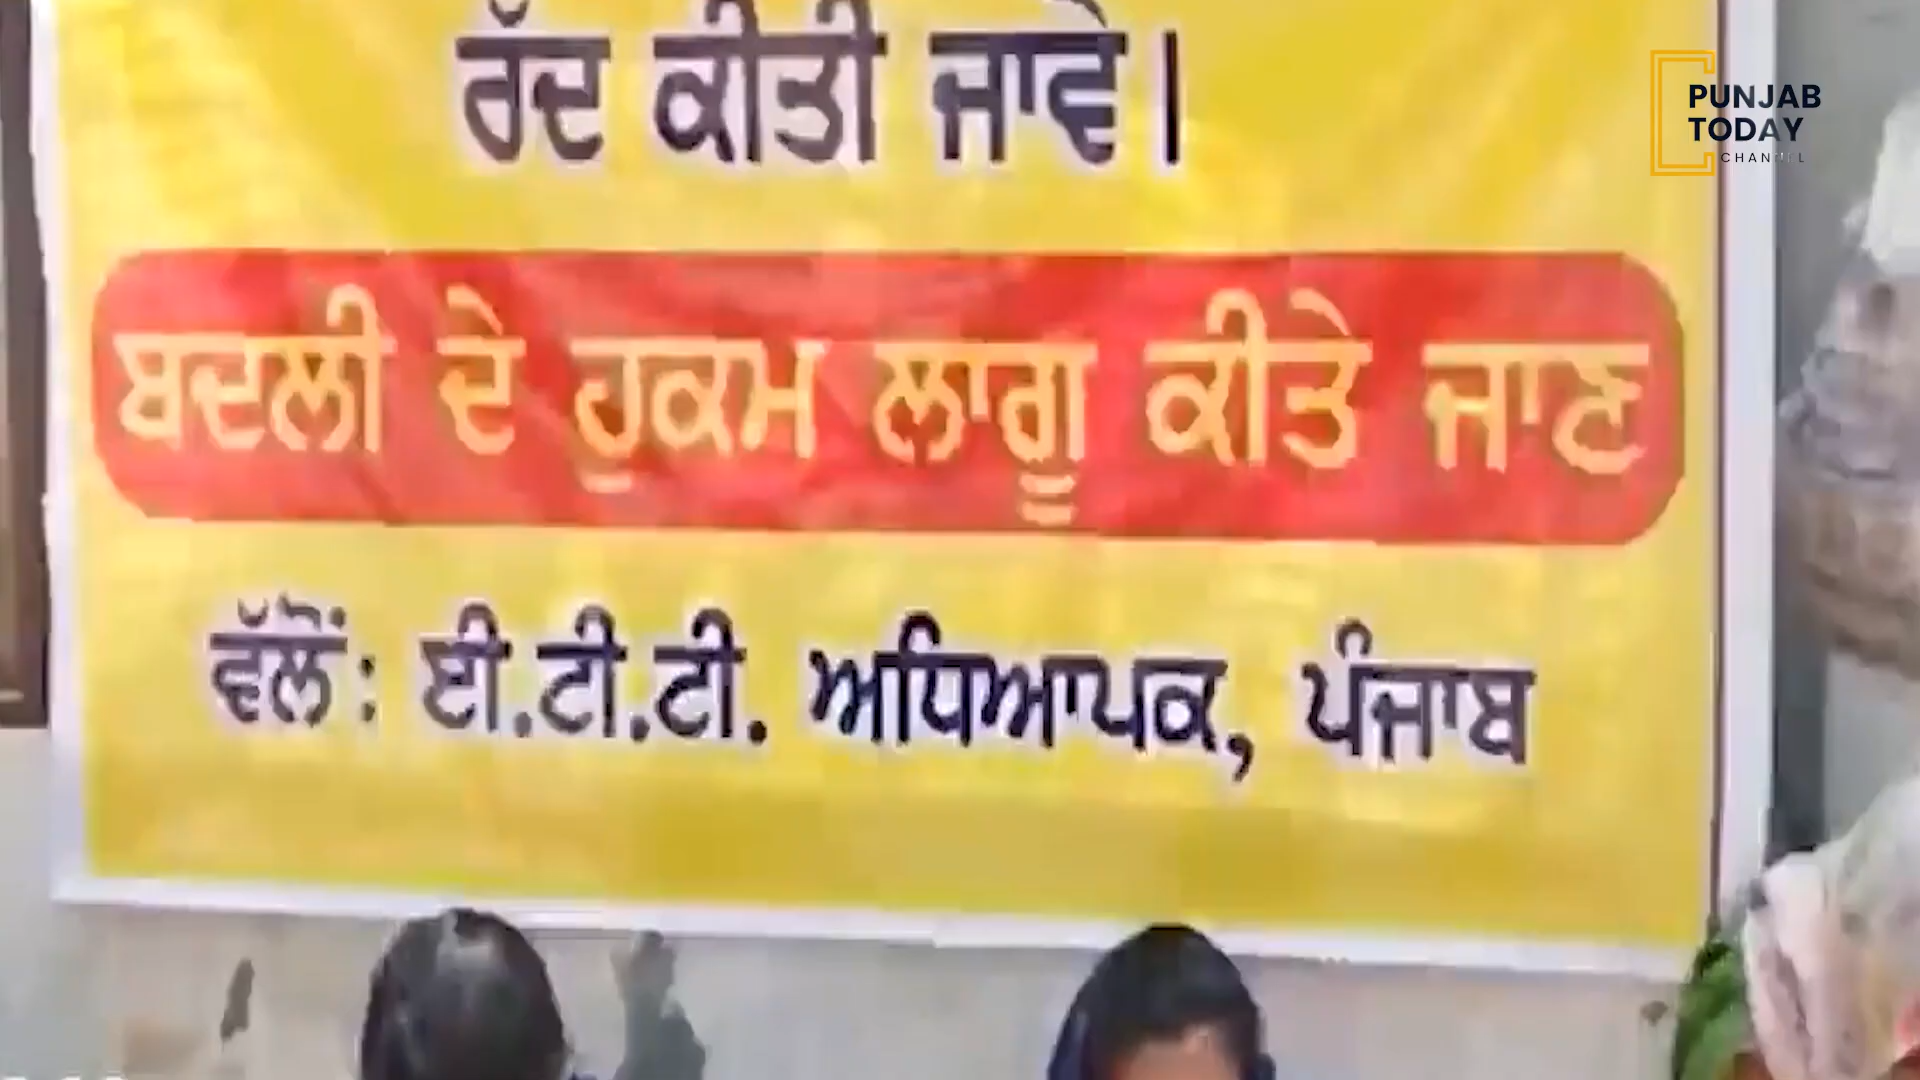 ਰੱਦ ਕੀਤੀ ਜਾਵੇ।
PUNJAB
TODAY
CHANNEL
ਬਦਲੀ ਦੇ ਹੁਕਮ ਲਾਗੂ ਕੀਤੇ ਜਾਣ
ਵੱਲੋਂ: ਈ.ਟੀ.ਟੀ. ਅਧਿਆਪਕ, ਪੰਜਾਬ